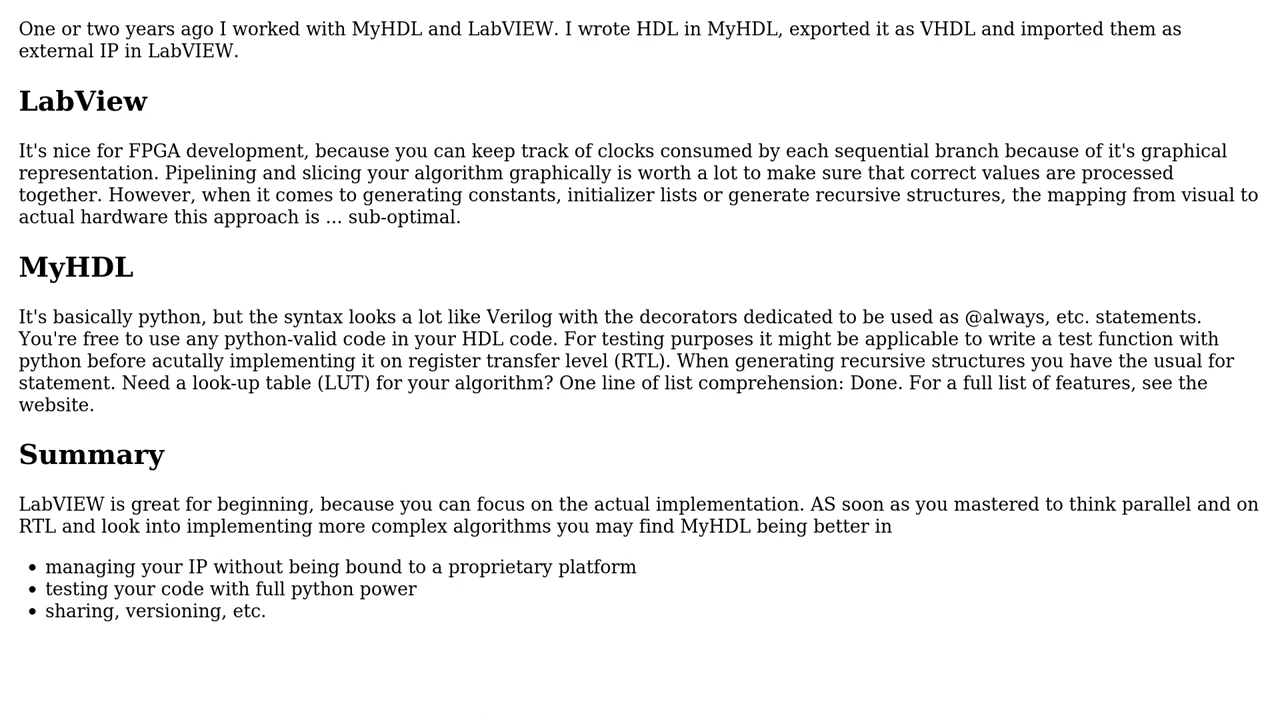 One or two years ago I worked with MyHDL and LabVIEW. I wrote HDL in MyHDL, exported it as VHDL and imported them as
external IP in LabVIEW.
LabView
It's nice for FPGA development, because you can keep track of clocks consumed by each sequential branch because of it's graphical
representation. Pipelining and slicing your algorithm graphically is worth a lot to make sure that correct values are processed
together. However, when it comes to generating constants, initializer lists or generate recursive structures, the mapping from visual to
actual hardware this approach is ... sub-optimal.
MyHDL
It's basically python, but the syntax looks a lot like Verilog with the decorators dedicated to be used as @always, etc. statements.
You're free to use any python-valid code in your HDL code. For testing purposes it might be applicable to write a test function with
python before acutally implementing it on register transfer level (RTL). When generating recursive structures you have the usual for
statement. Need a look-up table (LUT) for your algorithm? One line of list comprehension: Done. For a full list of features, see the
website.
Summary
LabVIEW is great for beginning, because you can focus on the actual implementation. AS soon as you mastered to think parallel and on
RTL and look into implementing more complex algorithms you may find MyHDL being better in
• managing your IP without being bound to a proprietary platform
• testing your code with full python power
• sharing, versioning, etc.